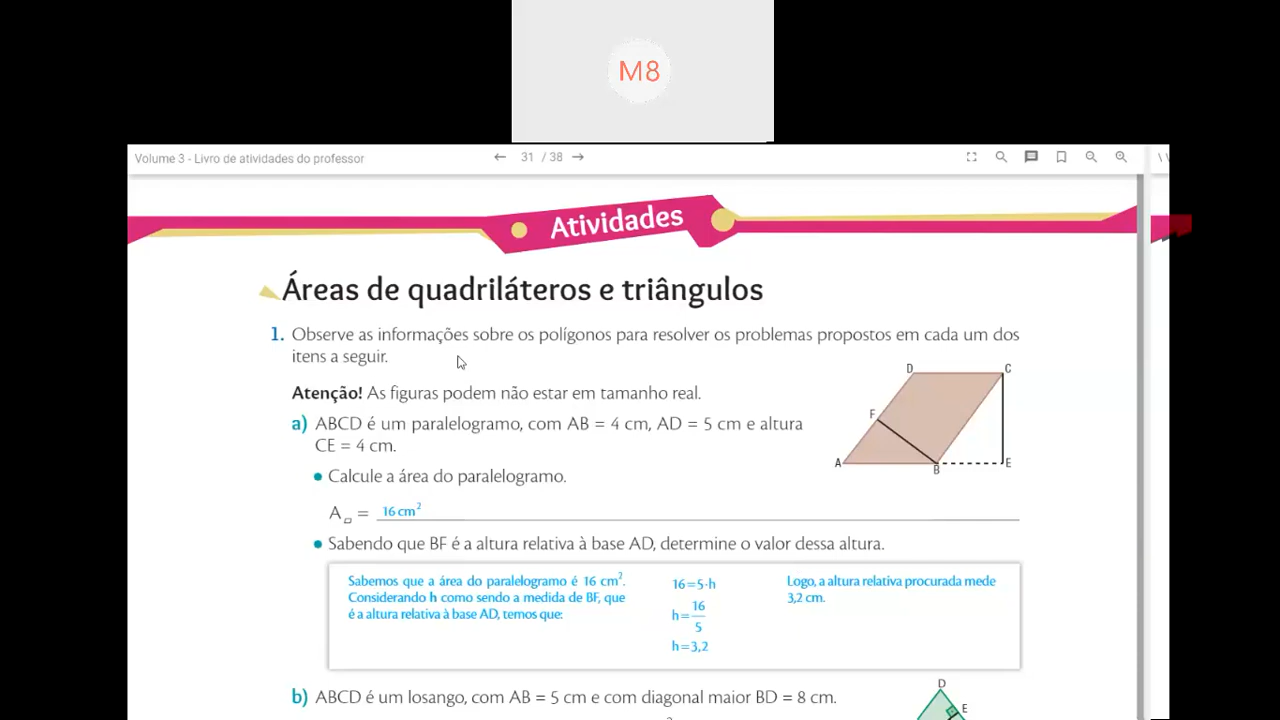 M8
Volume 3 - Livro de atividades do professor
31 / 38
Atividades
Áreas de quadriláteros e triângulos
1. Observe as informações sobre os polígonos para resolver os problemas propostos em cada um dos
itens a seguir.
Atenção! As figuras podem não estar em tamanho real.
a) ABCD é um paralelogramo, com AB = 4 cm, AD = 5 cm e altura
CE = 4 cm.
D
C
F
A
B
E
• Calcule a área do paralelogramo.
A▱ = 16 cm²
• Sabendo que BF é a altura relativa à base AD, determine o valor dessa altura.
Sabemos que a área do paralelogramo é 16 cm².
Considerando h como sendo a medida de BF, que
é a altura relativa à base AD, temos que:
16=5·h
h=16/5
h=3,2
Logo, a altura relativa procurada mede
3,2 cm.
b) ABCD é um losango, com AB = 5 cm e com diagonal maior BD = 8 cm.
D
E